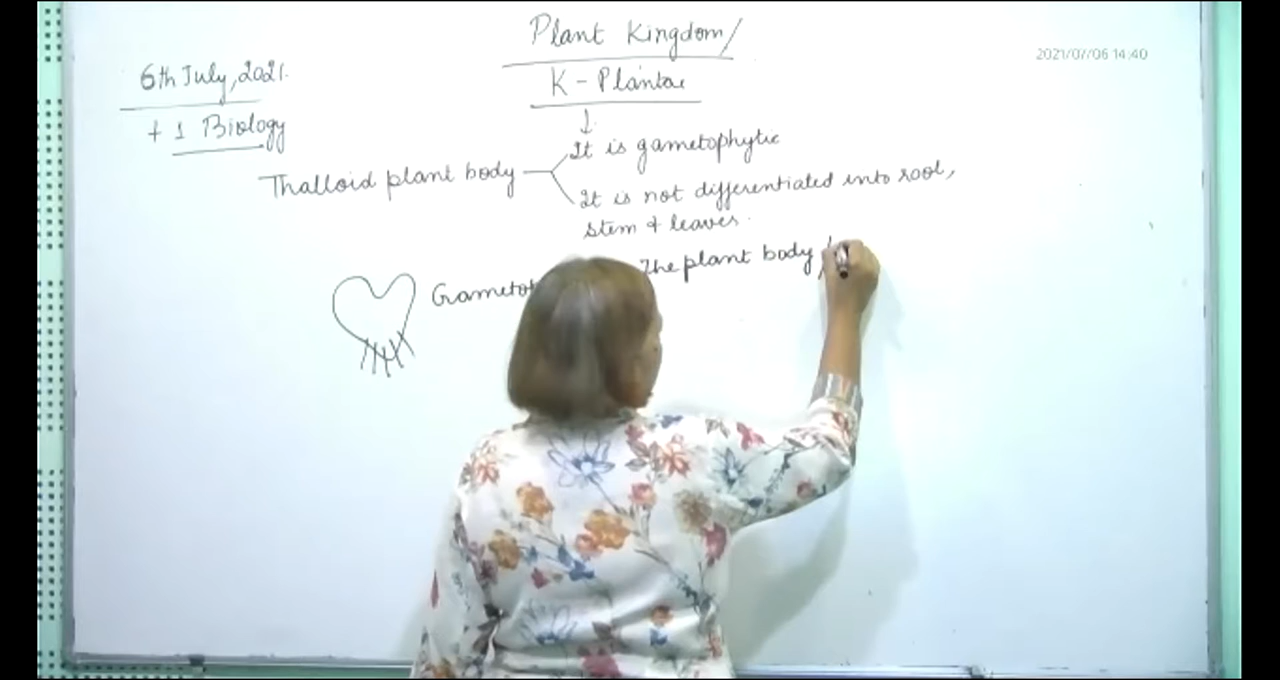 Plant Kingdom/
2021/07/06 14:40
6th July, 2021.
K - Plantae
+ 1 Biology
It is gametophytic
Thalloid plant body
It is not differentiated into root,
stem & leaves.
The plant body